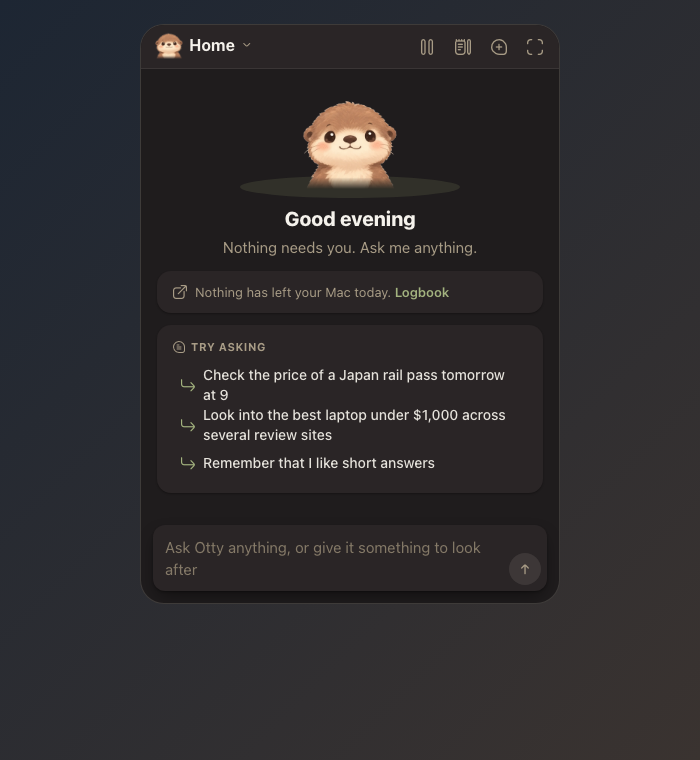 Home
Good evening
Nothing needs you. Ask me anything.
Nothing has left your Mac today. Logbook
TRY ASKING
Check the price of a Japan rail pass tomorrow
at 9
Look into the best laptop under $1,000 across
several review sites
Remember that I like short answers
Ask Otty anything, or give it something to look
after